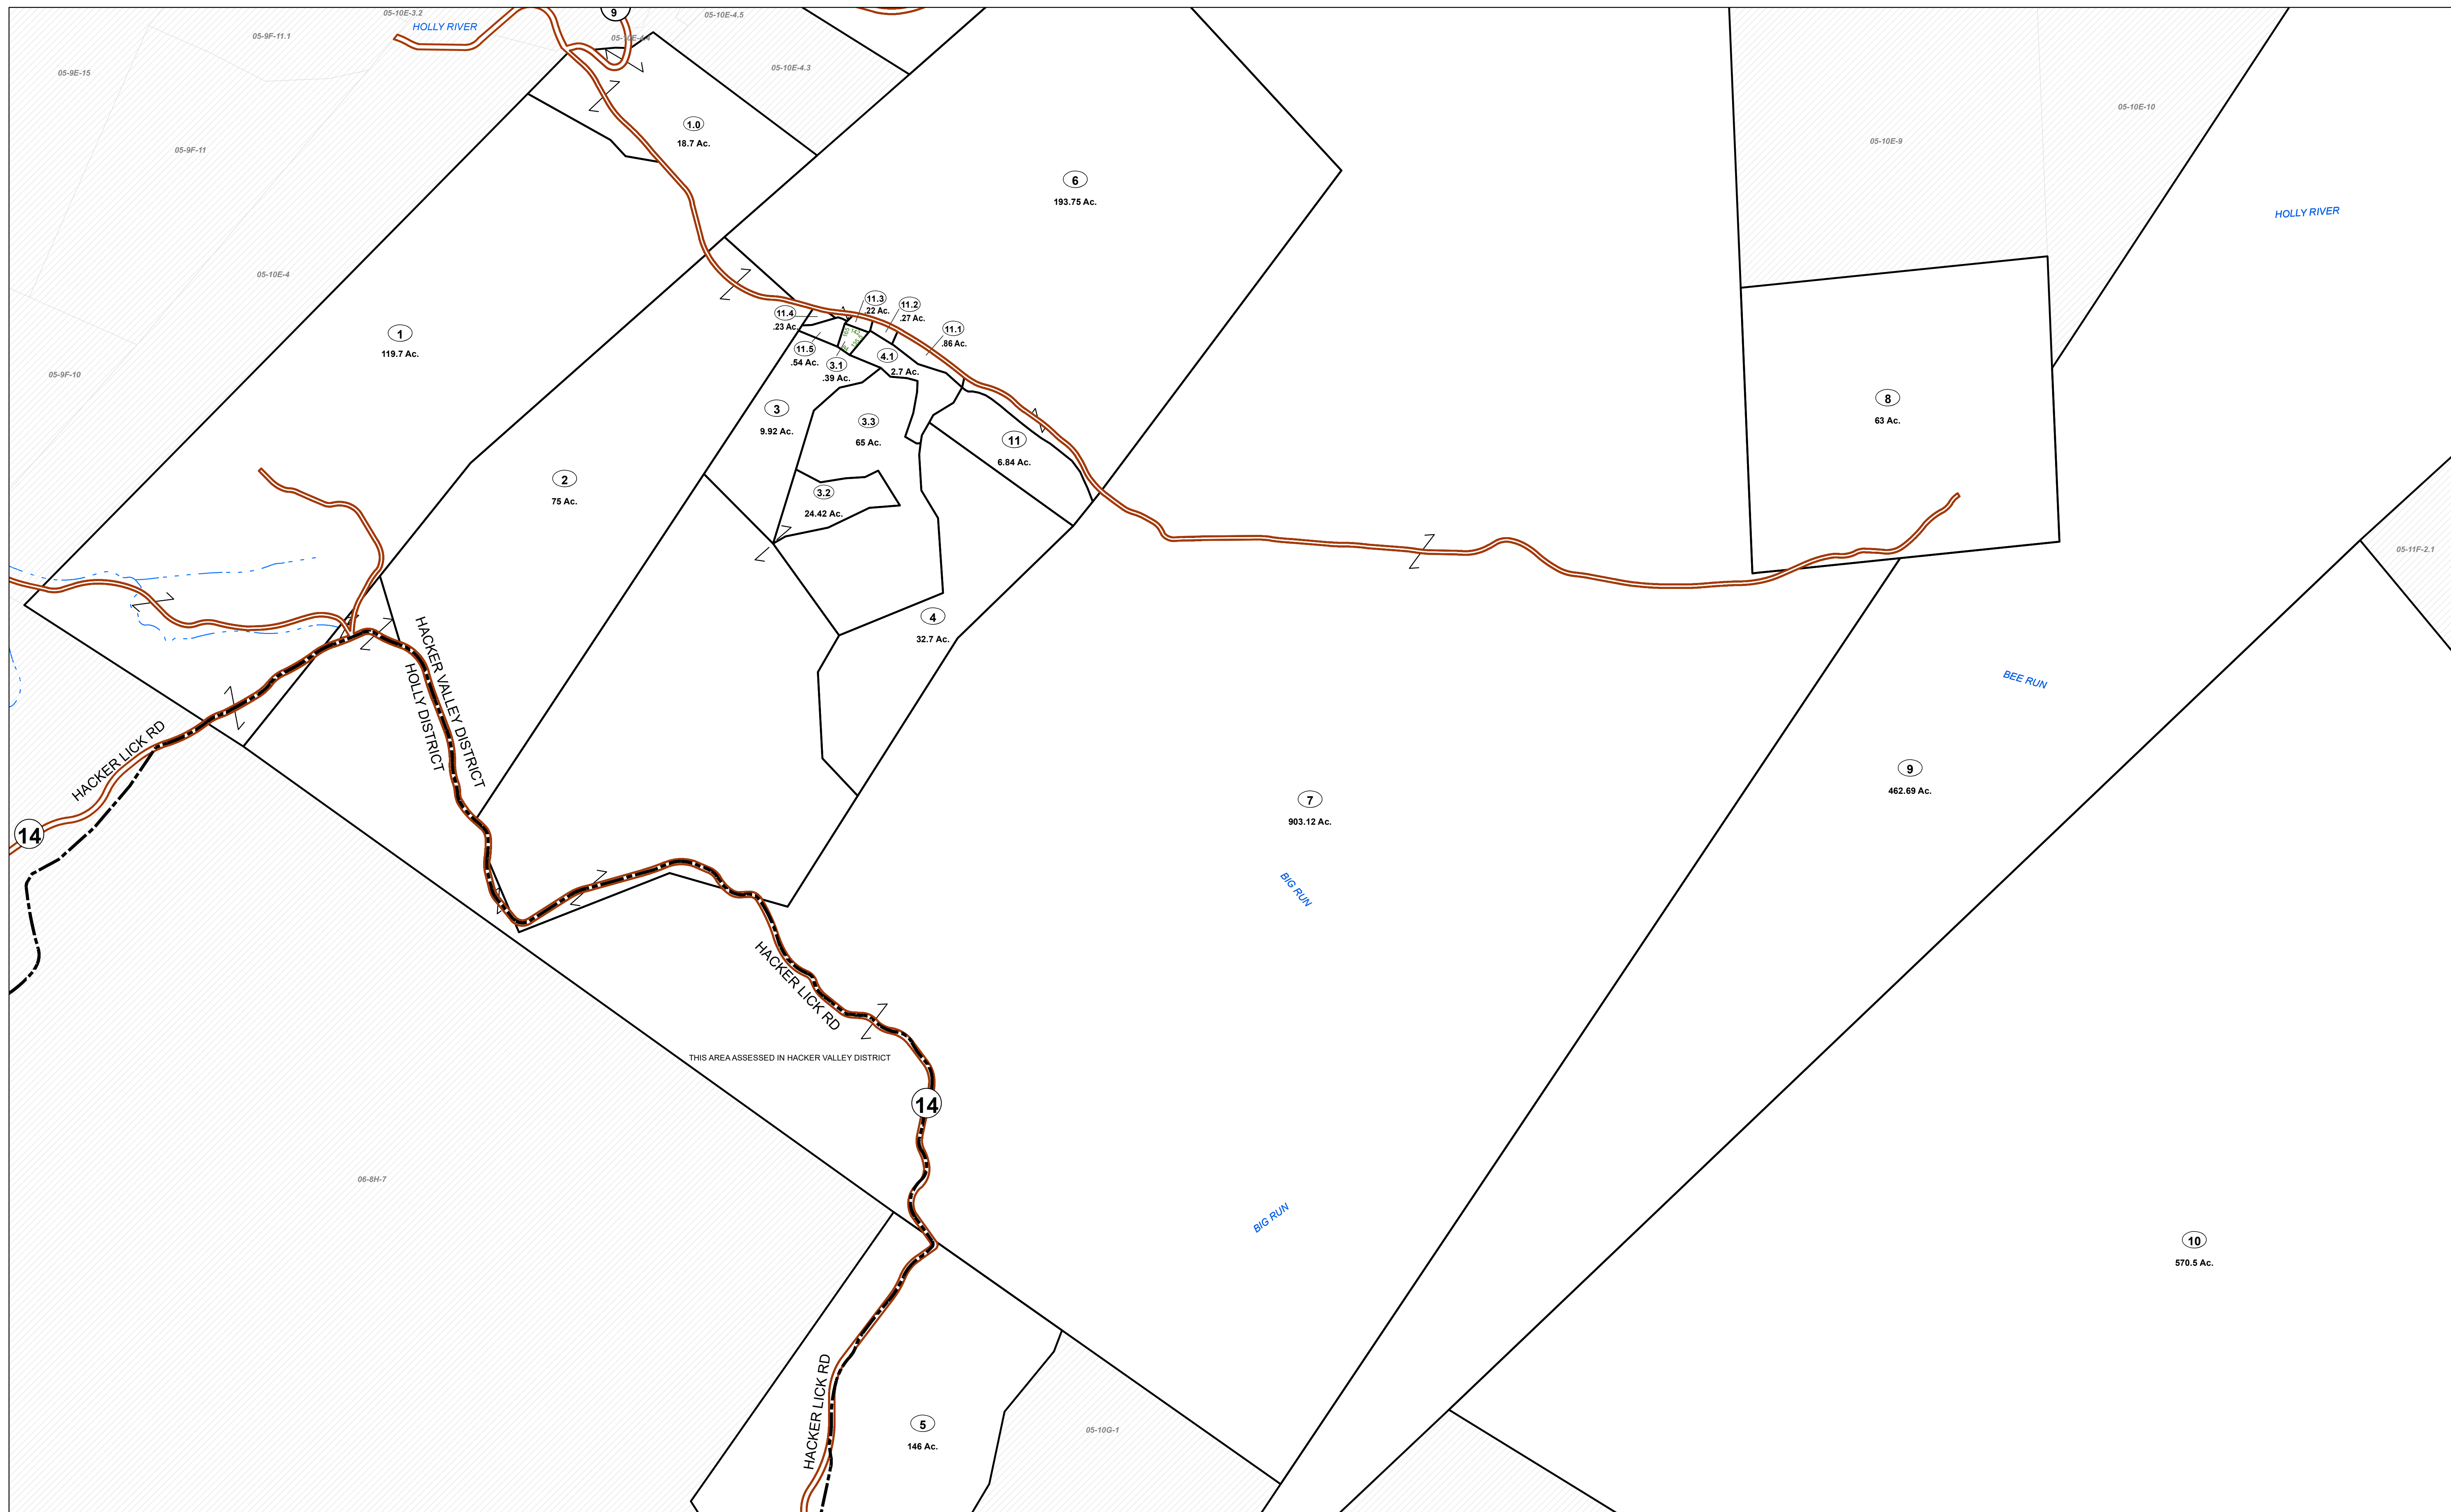 05-10E-3.2
9
05-10E-4.5
HOLLY RIVER
05-9F-11.1
05-10E-4.4
05-9E-15
05-10E-4.3
05-10E-10
1.0
18.7 Ac.
05-10E-9
05-9F-11
6
193.75 Ac.
HOLLY RIVER
05-10E-4
11.3
.22 Ac.
11.2
.27 Ac.
11.4
.23 Ac.
11.1
.86 Ac.
1
119.7 Ac.
11.5
.54 Ac.
3.1
.39 Ac.
4.1
2.7 Ac.
05-9F-10
8
63 Ac.
3
9.92 Ac.
3.3
65 Ac.
11
6.84 Ac.
2
75 Ac.
3.2
24.42 Ac.
05-11F-2.1
4
32.7 Ac.
HACKER VALLEY DISTRICT
HOLLY DISTRICT
BEE RUN
HACKER LICK RD
14
9
462.69 Ac.
7
903.12 Ac.
BIG RUN
HACKER LICK RD
THIS AREA ASSESSED IN HACKER VALLEY DISTRICT
14
06-8H-7
BIG RUN
10
570.5 Ac.
HACKER LICK RD
5
146 Ac.
05-10G-1